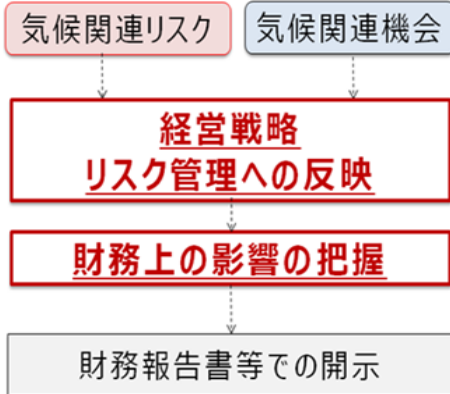 気候関連リスク
気候関連機会
経営戦略
リスク管理への反映
財務上の影響の把握
財務報告書等での開示